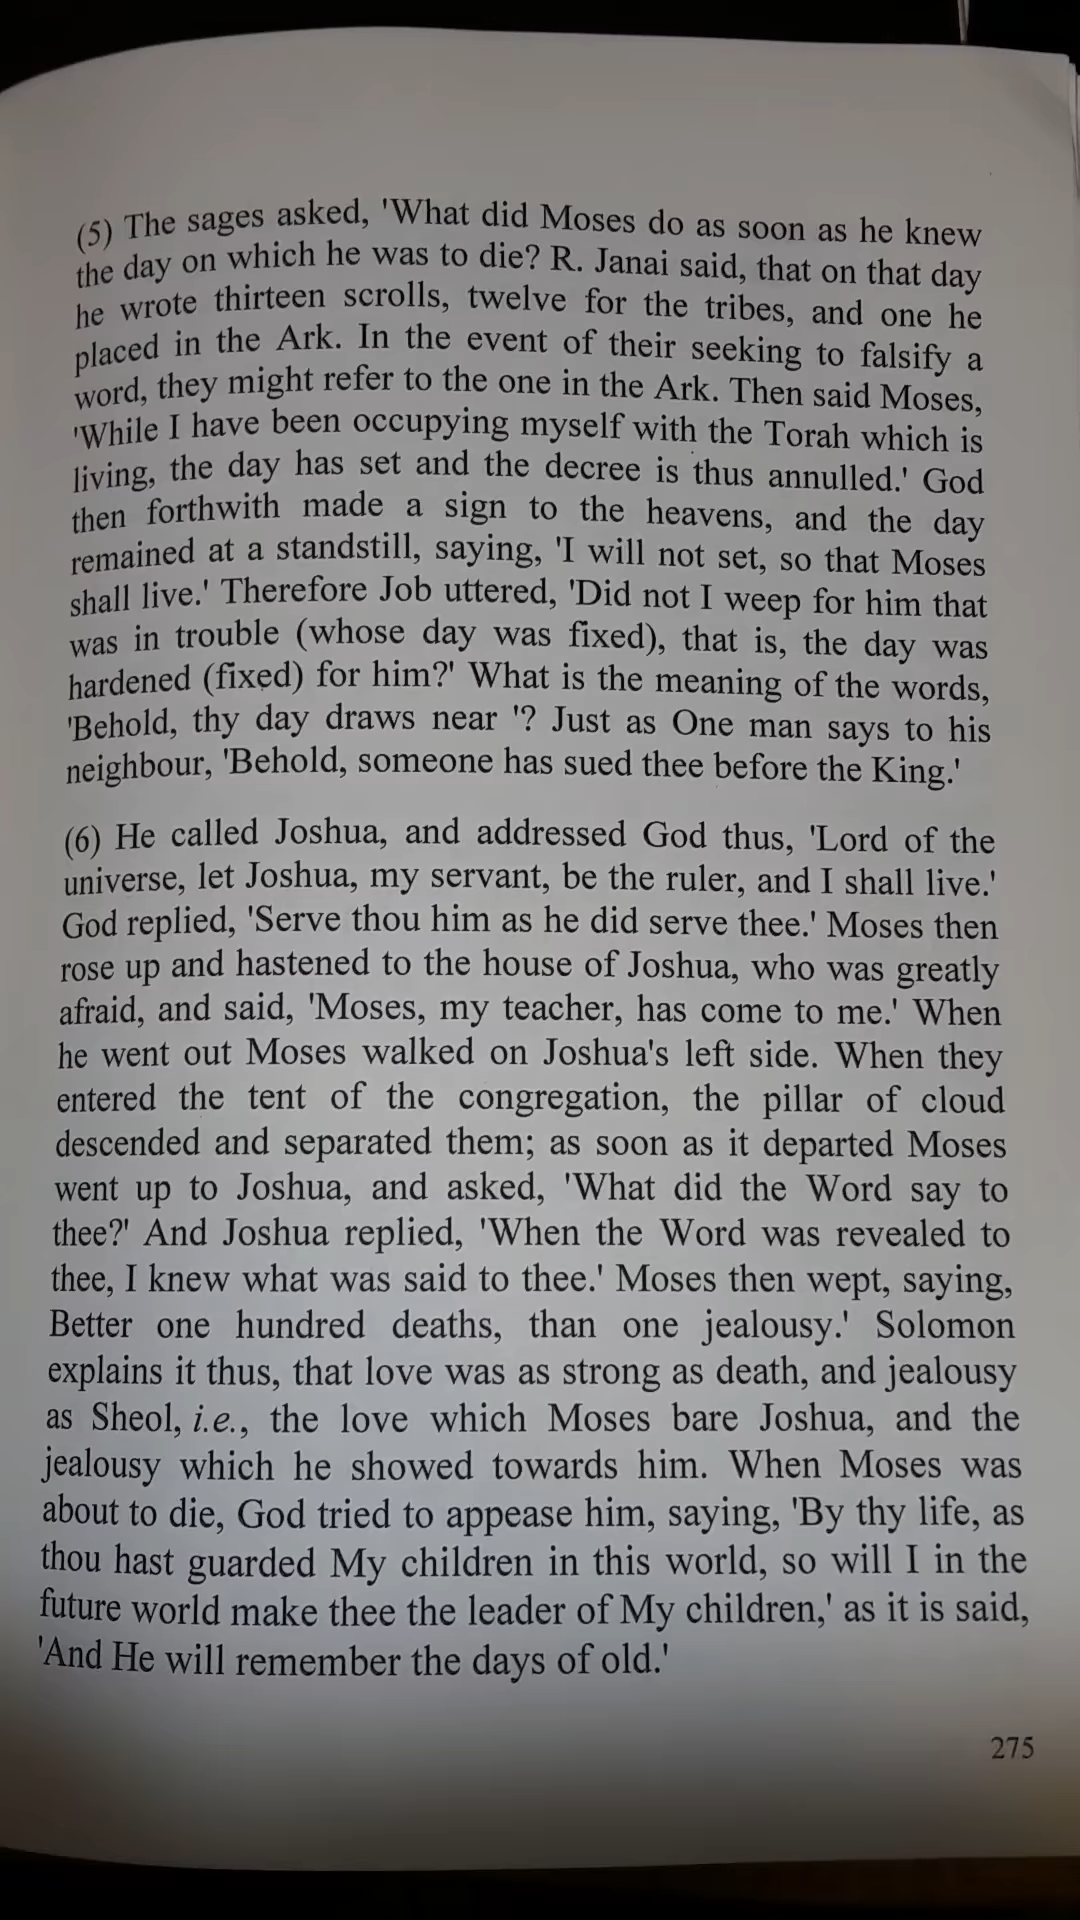 (5) The sages asked, 'What did Moses do as soon as he knew
the day on which he was to die? R. Janai said, that on that day
he wrote thirteen scrolls, twelve for the tribes, and one he
placed in the Ark. In the event of their seeking to falsify a
word, they might refer to the one in the Ark. Then said Moses,
'While I have been occupying myself with the Torah which is
living, the day has set and the decree is thus annulled.' God
then forthwith made a sign to the heavens, and the day
remained at a standstill, saying, 'I will not set, so that Moses
shall live.' Therefore Job uttered, 'Did not I weep for him that
was in trouble (whose day was fixed), that is, the day was
hardened (fixed) for him?' What is the meaning of the words,
'Behold, thy day draws near '? Just as One man says to his
neighbour, 'Behold, someone has sued thee before the King.'
(6) He called Joshua, and addressed God thus, 'Lord of the
universe, let Joshua, my servant, be the ruler, and I shall live.'
God replied, 'Serve thou him as he did serve thee.' Moses then
rose up and hastened to the house of Joshua, who was greatly
afraid, and said, 'Moses, my teacher, has come to me.' When
he went out Moses walked on Joshua's left side. When they
entered the tent of the congregation, the pillar of cloud
descended and separated them; as soon as it departed Moses
went up to Joshua, and asked, 'What did the Word say to
thee?' And Joshua replied, 'When the Word was revealed to
thee, I knew what was said to thee.' Moses then wept, saying,
Better one hundred deaths, than one jealousy.' Solomon
explains it thus, that love was as strong as death, and jealousy
as Sheol, i.e., the love which Moses bare Joshua, and the
jealousy which he showed towards him. When Moses was
about to die, God tried to appease him, saying, 'By thy life, as
thou hast guarded My children in this world, so will I in the
future world make thee the leader of My children,' as it is said,
'And He will remember the days of old.'
275